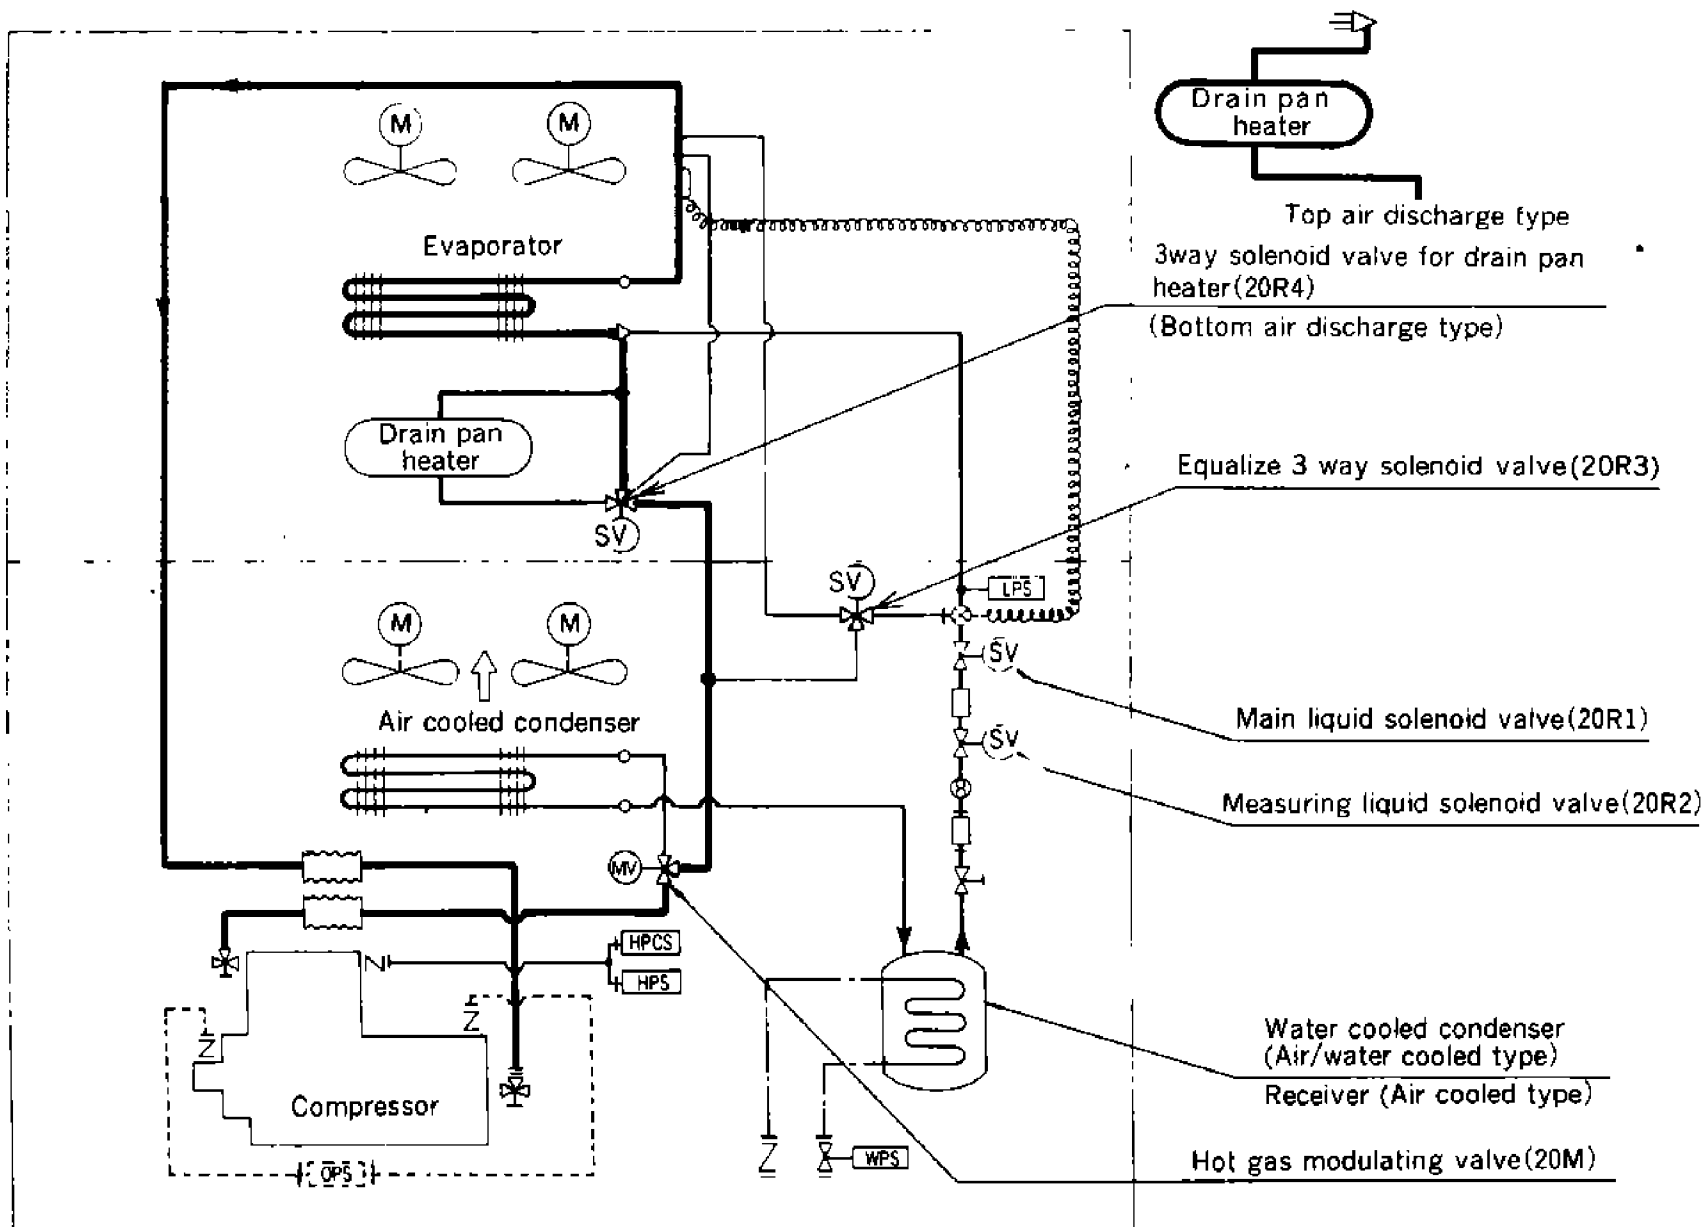 Drain pan
heater
Top air discharge type
M
M
Evaporator
3way solenoid valve for drain pan
heater(20R4)
(Bottom air discharge type)
Drain pan
heater
Equalize 3 way solenoid valve(20R3)
SV
SV
LPS
M
M
SV
Air cooled condenser
Main liquid solenoid valve(20R1)
SV
Measuring liquid solenoid valve(20R2)
MV
HPCS
HPS
Water cooled condenser
(Air/water cooled type)
Receiver (Air cooled type)
Compressor
WPS
OPS
Hot gas modulating valve(20M)